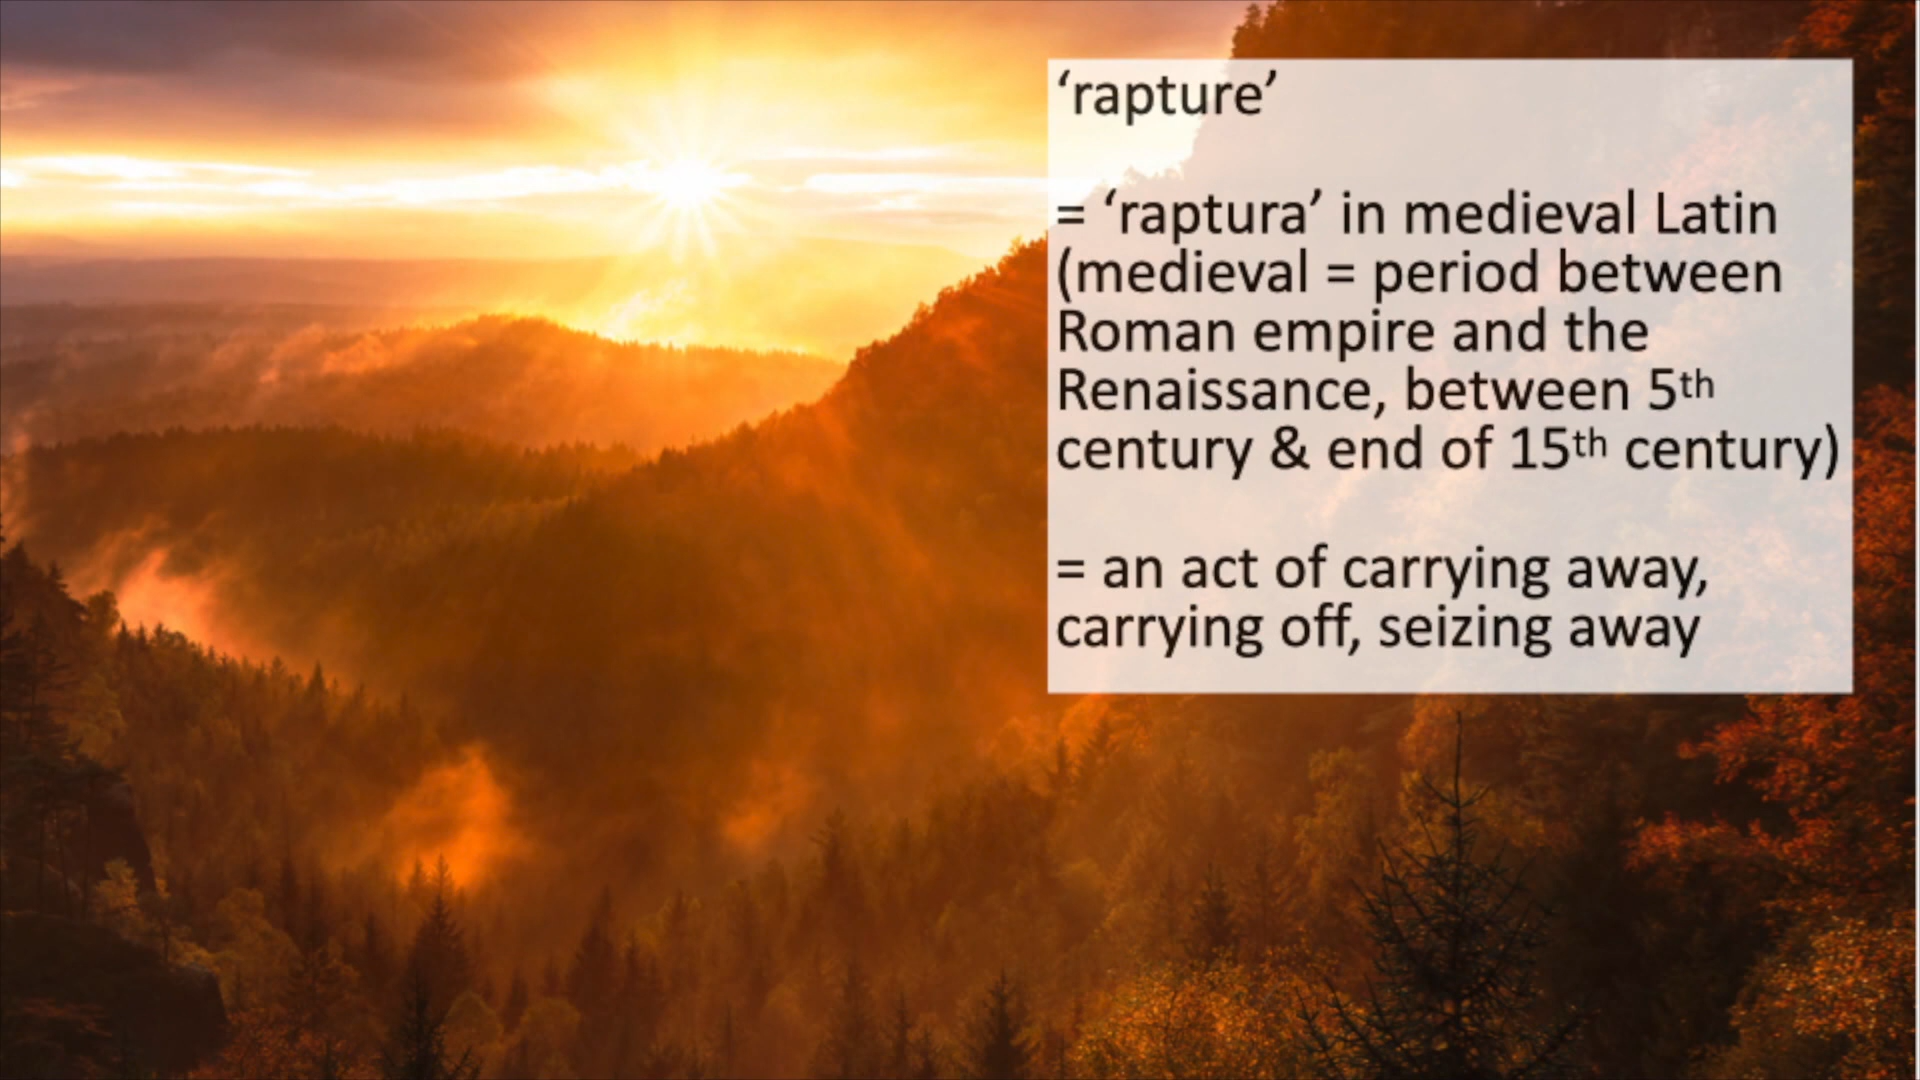 ‘rapture’
= ‘raptura’ in medieval Latin
(medieval = period between
Roman empire and the
Renaissance, between 5th
century & end of 15th century)
= an act of carrying away,
carrying off, seizing away